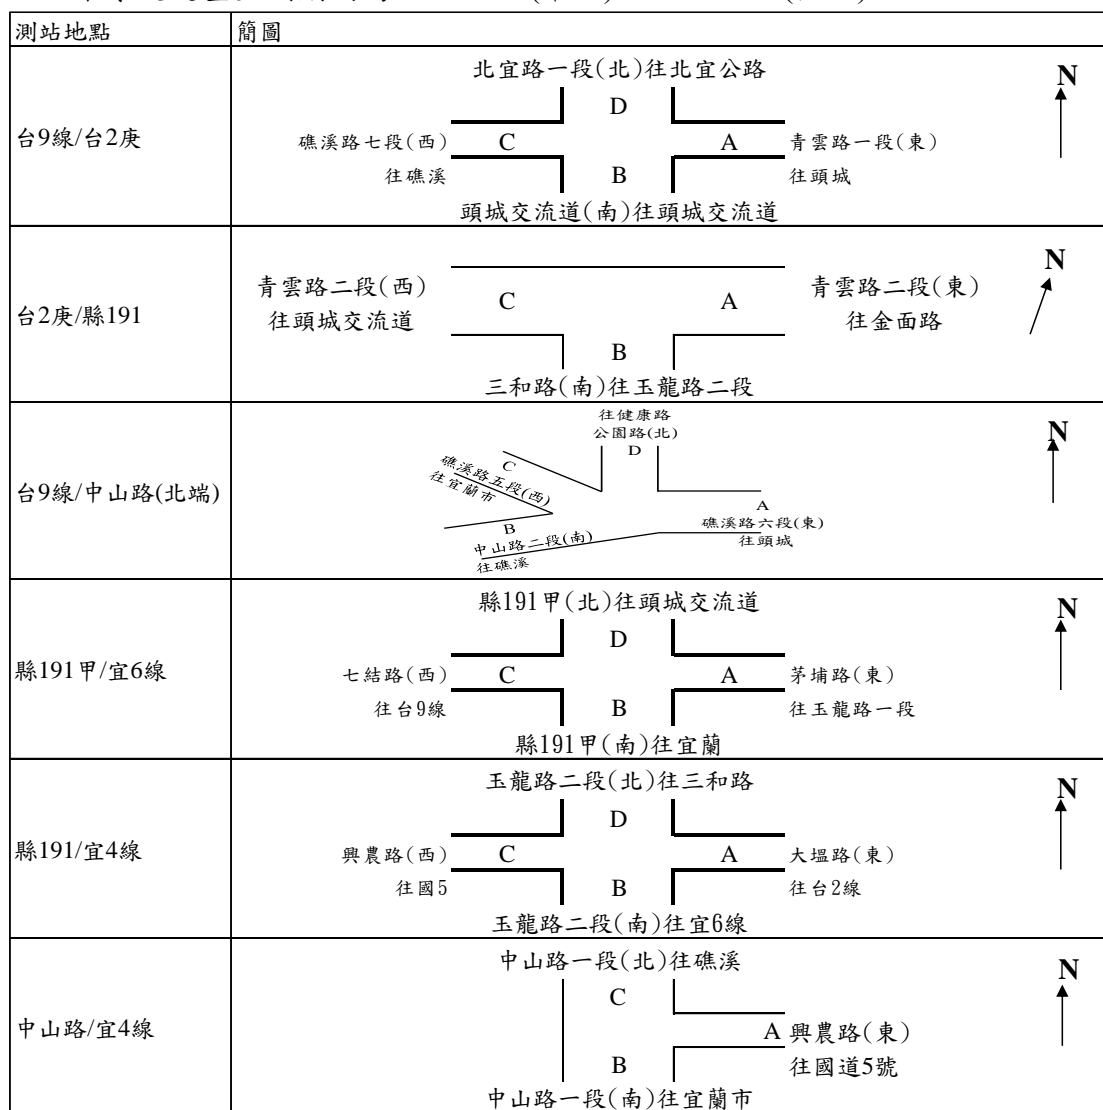 測站地點
簡圖
台9線/台2庚
北宜路一段(北)往北宜公路
N
D
礁溪路七段(西)
C
A
青雲路一段(東)
往礁溪
B
往頭城
頭城交流道(南)往頭城交流道
台2庚/縣191
N
青雲路二段(西)
C
A
青雲路二段(東)
往頭城交流道
往金面路
B
三和路(南)往玉龍路二段
台9線/中山路(北端)
往健康路
公園路(北)
N
D
C
礁溪路五段(西)
往宜蘭市
A
礁溪路六段(東)
往頭城
B
中山路二段(南)
往礁溪
縣191甲/宜6線
縣191甲(北)往頭城交流道
N
D
七結路(西)
C
A
茅埔路(東)
往台9線
B
往玉龍路一段
縣191甲(南)往宜蘭
縣191/宜4線
玉龍路二段(北)往三和路
N
D
興農路(西)
C
A
大塭路(東)
往國5
B
往台2線
玉龍路二段(南)往宜6線
中山路/宜4線
中山路一段(北)往礁溪
N
C
A
興農路(東)
B
往國道5號
中山路一段(南)往宜蘭市